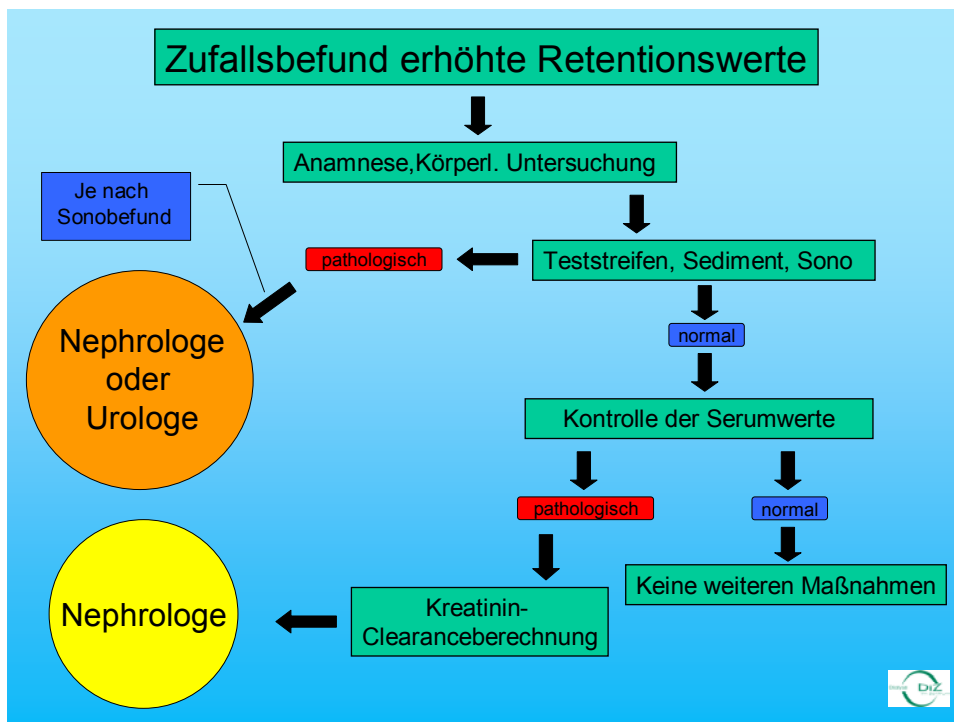 Zufallsbefund erhöhte Retentionswerte
Anamnese,Körperl. Untersuchung
Je nach
Sonobefund
pathologisch
Teststreifen, Sediment, Sono
normal
Nephrologe
oder
Urologe
Kontrolle der Serumwerte
pathologisch
normal
Keine weiteren Maßnahmen
Kreatinin-
Clearanceberechnung
Nephrologe
DIZ